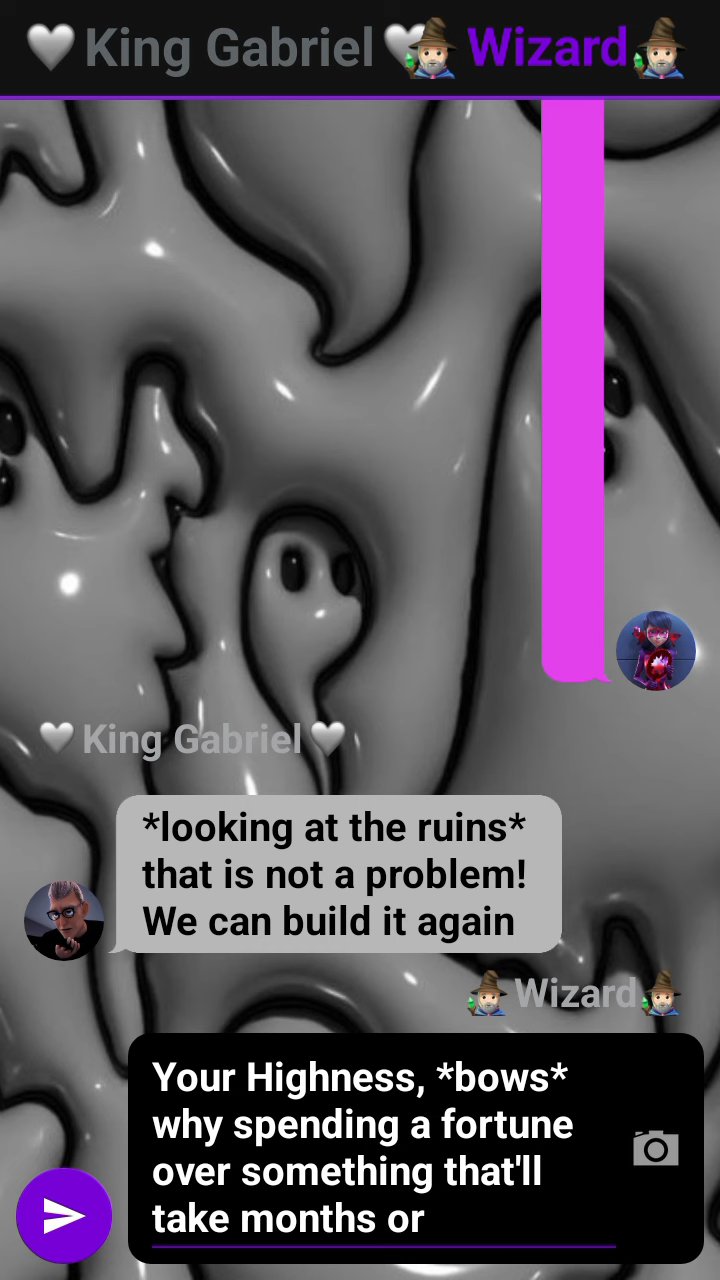 🤍King Gabriel🤍 🧙🏼‍♂️Wizard🧙🏼‍♂️
🤍King Gabriel🤍
*looking at the ruins*
that is not a problem!
We can build it again
🧙🏼‍♂️Wizard🧙🏼‍♂️
Your Highness, *bows*
why spending a fortune
over something that'll
take months or